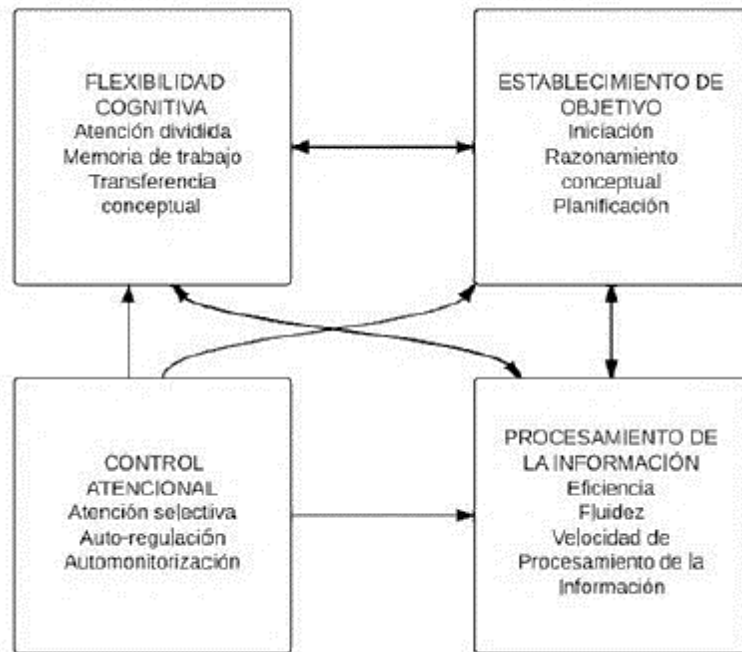 FLEXIBILIDAD
COGNITIVA
Atención dividida
Memoria de trabajo
Transferencia
conceptual
ESTABLECIMIENTO DE
OBJETIVO
Iniciación
Razonamiento
conceptual
Planificación
CONTROL
ATENCIONAL
Atención selectiva
Auto-regulación
Automonitorización
PROCESAMIENTO DE
LA INFORMACIÓN
Eficiencia
Fluidez
Velocidad de
Procesamiento de la
Información